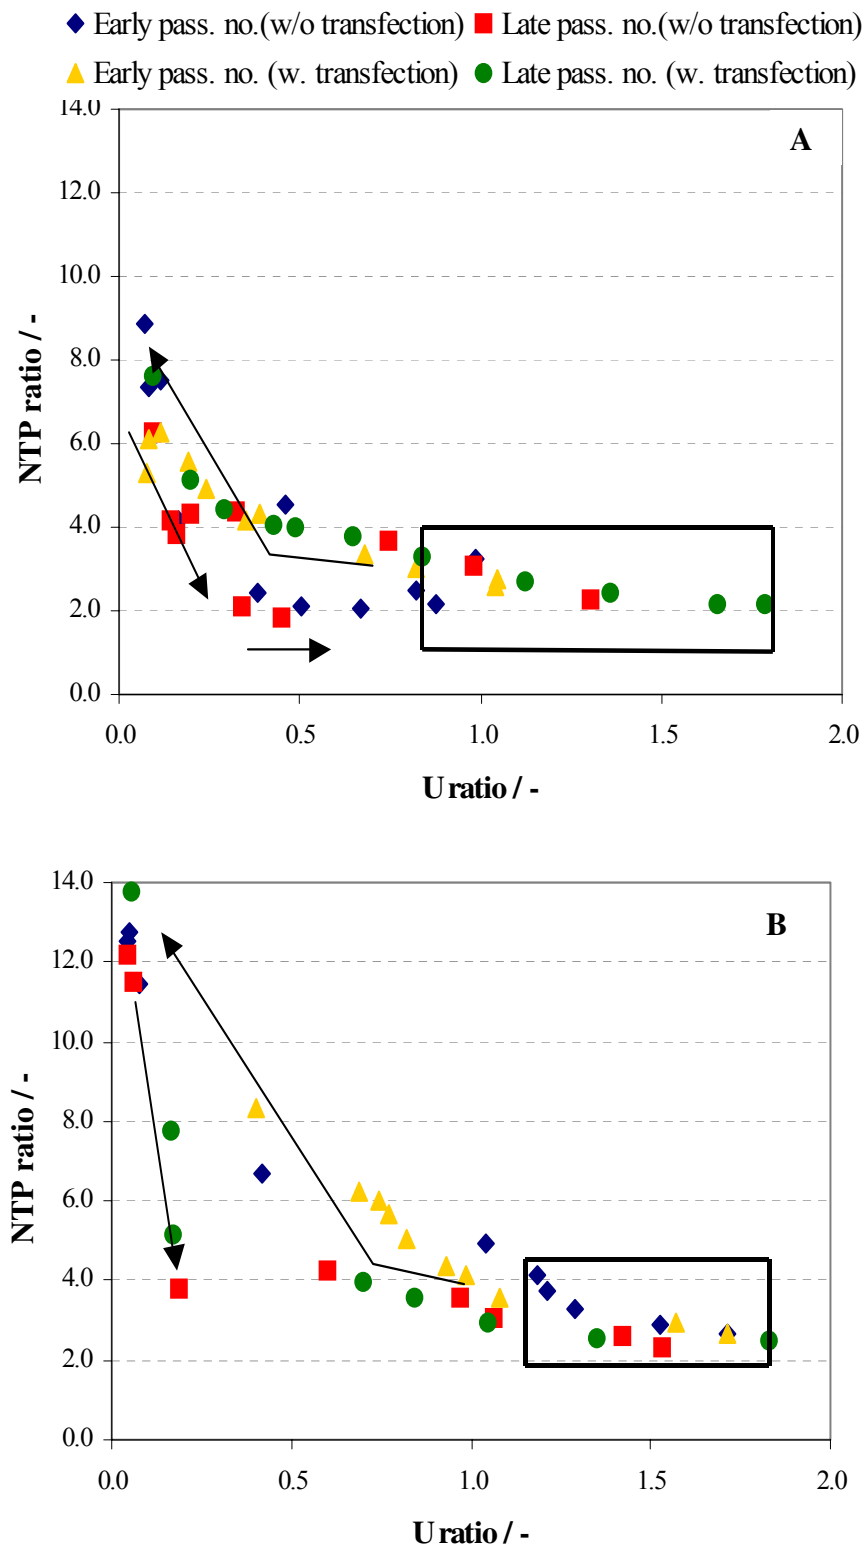 Early pass. no.(w/o transfection) Late pass. no.(w/o transfection)
Early pass. no. (w. transfection) Late pass. no. (w. transfection)
14.0
A
12.0
10.0
8.0
6.0
4.0
2.0
0.0
NTP ratio / -
0.0 0.5 1.0 1.5 2.0
U ratio / -
14.0
B
12.0
10.0
8.0
6.0
4.0
2.0
0.0
NTP ratio / -
0.0 0.5 1.0 1.5 2.0
U ratio / -